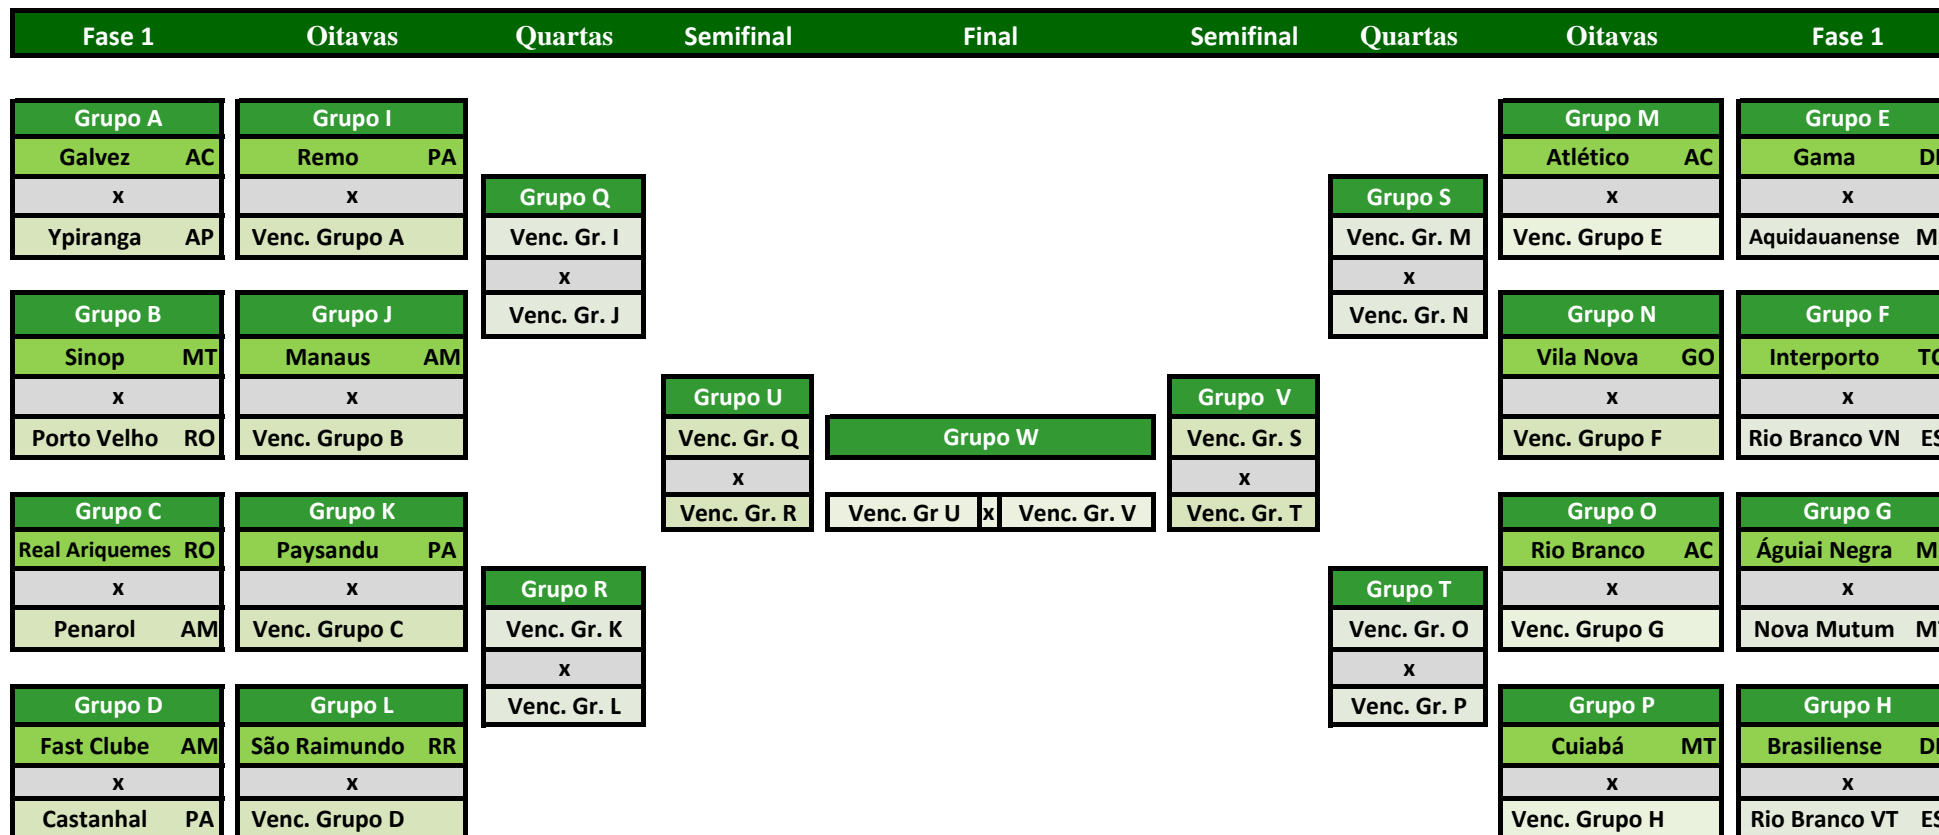 Fase 1 Oitavas Quartas Semifinal Final Semifinal Quartas Oitavas Fase 1
Grupo A Grupo I Grupo M Grupo E
Galvez AC Remo PA Atlético AC Gama
x x Grupo Q Grupo S x x
Ypiranga AP Venc. Grupo A Venc. Gr. I Venc. Gr. M Venc. Grupo E Aquidauanense
x x
Grupo B Grupo J Venc. Gr. J Venc. Gr. N Grupo N Grupo F
Sinop MT Manaus AM Vila Nova GO Interporto
x x Grupo U Grupo V x x
Porto Velho RO Venc. Grupo B Venc. Gr. Q Grupo W Venc. Gr. S Venc. Grupo F Rio Branco VN
x x
Grupo C Grupo K Venc. Gr. R Venc. Gr U x Venc. Gr. V Venc. Gr. T Grupo O Grupo G
Real Ariquemes RO Paysandu PA Rio Branco AC Águiai Negra
x x Grupo R Grupo T x x
Penarol AM Venc. Grupo C Venc. Gr. K Venc. Gr. O Venc. Grupo G Nova Mutum
x x
Grupo D Grupo L Venc. Gr. L Venc. Gr. P Grupo P Grupo H
Fast Clube AM São Raimundo RR Cuiabá MT Brasiliense
x x x x
Castanhal PA Venc. Grupo D Venc. Grupo H Rio Branco VT